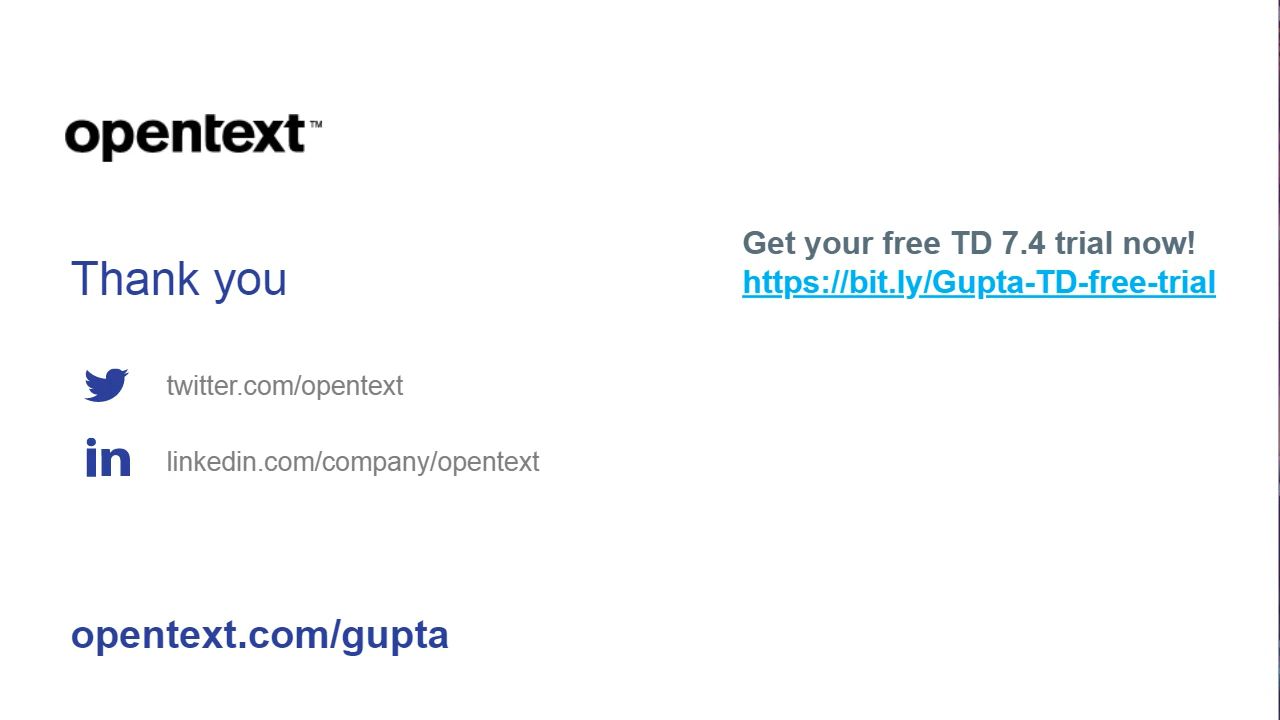 opentext™
Thank you
twitter.com/opentext
linkedin.com/company/opentext
opentext.com/gupta
Get your free TD 7.4 trial now!
https://bit.ly/Gupta-TD-free-trial